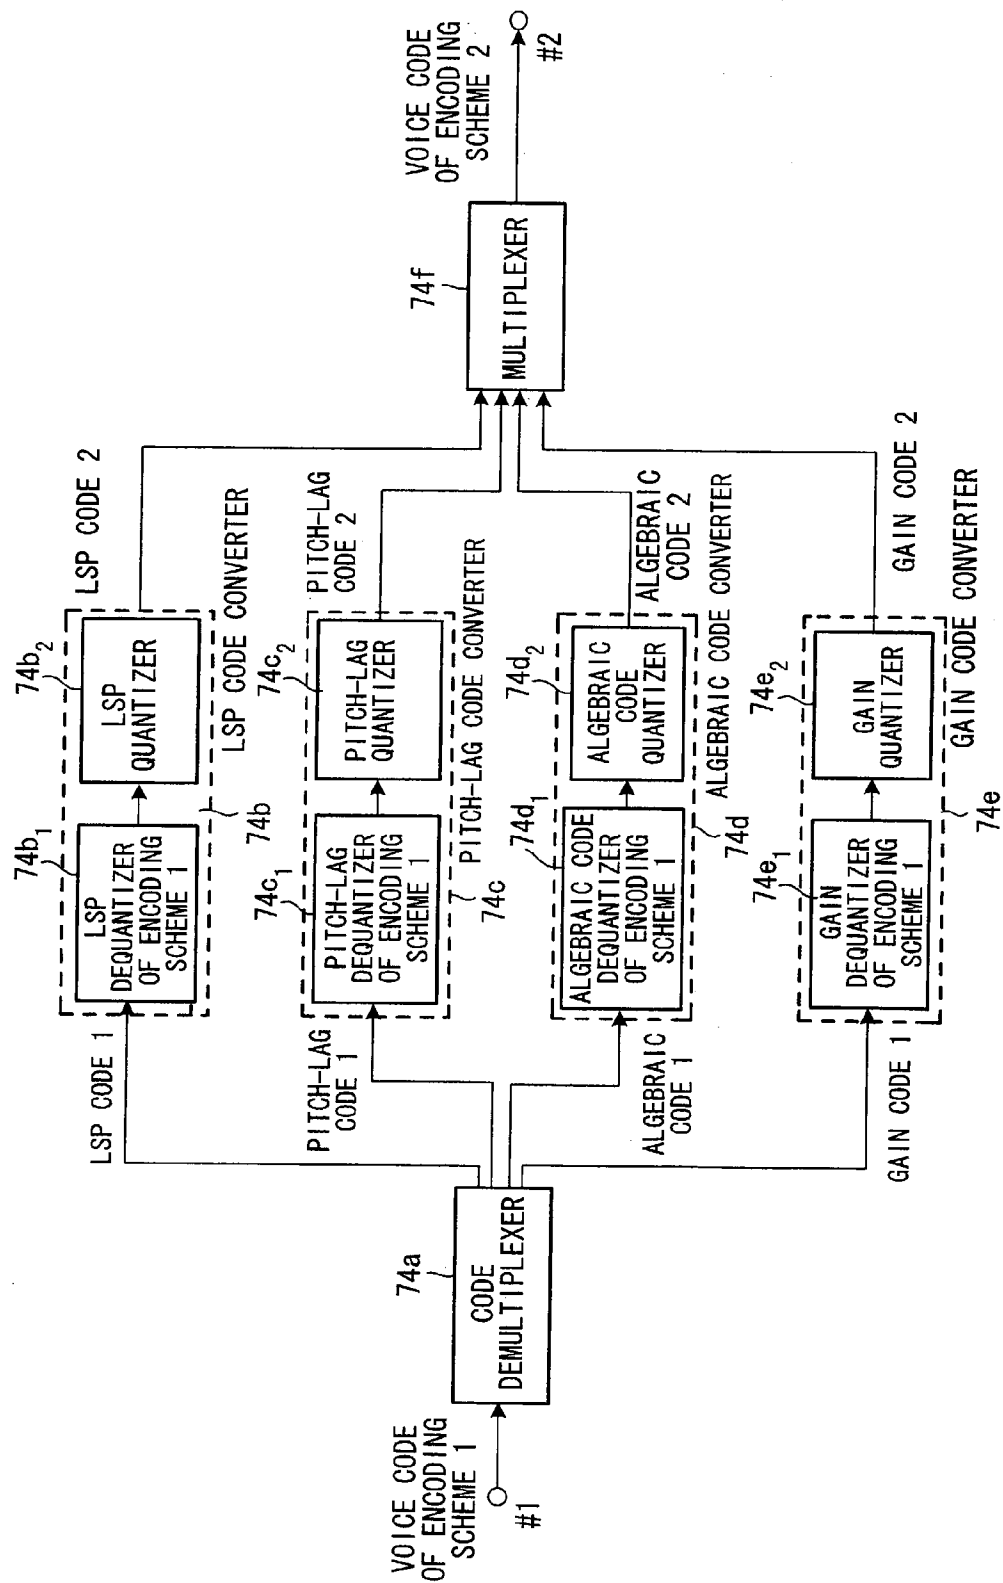 VOICE CODE
OF ENCODING
SCHEME 1
#1
74a
CODE
DEMULTIPLEXER
LSP CODE 1
74b1
LSP
DEQUANTIZER
OF ENCODING
SCHEME 1
74b2
LSP
QUANTIZER
74b
LSP CODE CONVERTER
LSP CODE 2
PITCH-LAG
CODE 1
74c1
PITCH-LAG
DEQUANTIZER
OF ENCODING
SCHEME 1
74c2
PITCH-LAG
QUANTIZER
74c
PITCH-LAG CODE CONVERTER
PITCH-LAG
CODE 2
ALGEBRAIC
CODE 1
74d1
ALGEBRAIC CODE
DEQUANTIZER
OF ENCODING
SCHEME 1
74d2
ALGEBRAIC
CODE
QUANTIZER
74d
ALGEBRAIC CODE CONVERTER
ALGEBRAIC
CODE 2
GAIN CODE 1
74e1
GAIN
DEQUANTIZER
OF ENCODING
SCHEME 1
74e2
GAIN
QUANTIZER
74e
GAIN CODE CONVERTER
GAIN CODE 2
74f
MULTIPLEXER
VOICE CODE
OF ENCODING
SCHEME 2
#2